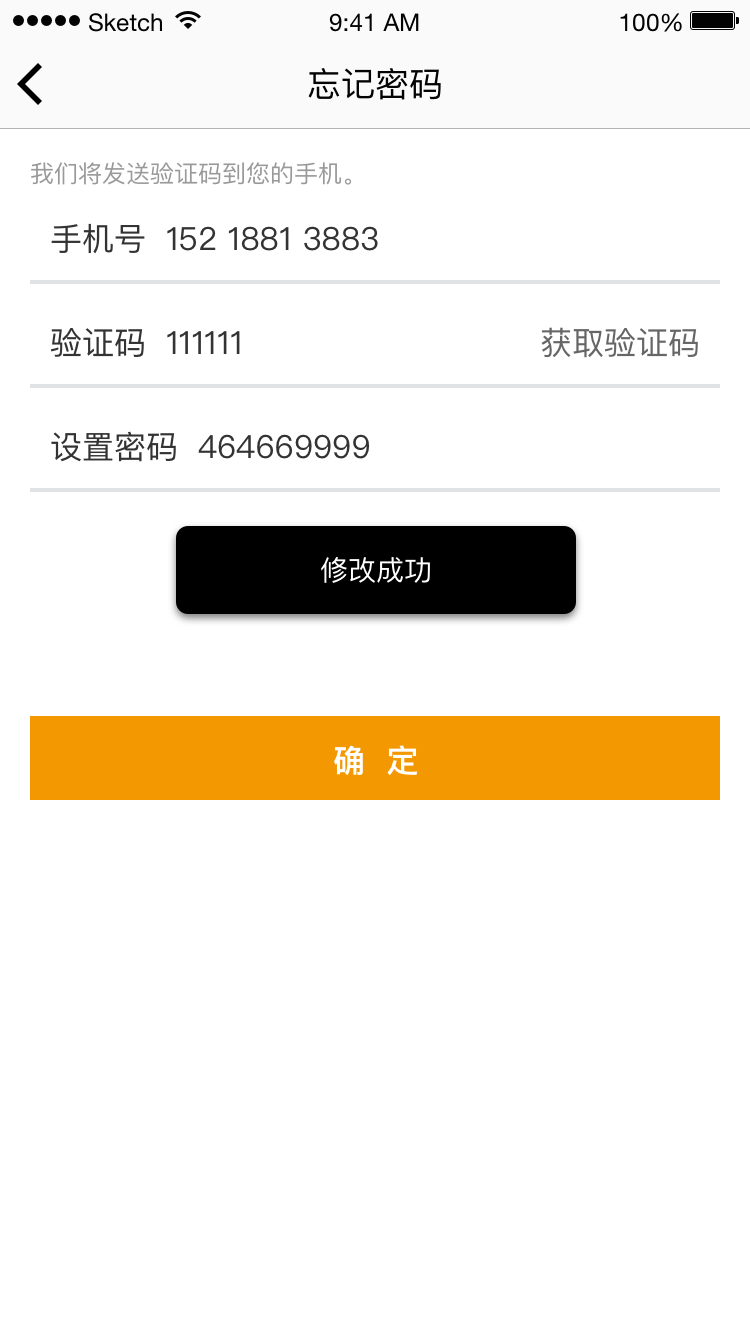 Sketch 9:41 AM 100%
忘记密码
我们将发送验证码到您的手机。
手机号 152 1881 3883
验证码 111111 获取验证码
设置密码 464669999
修改成功
确 定